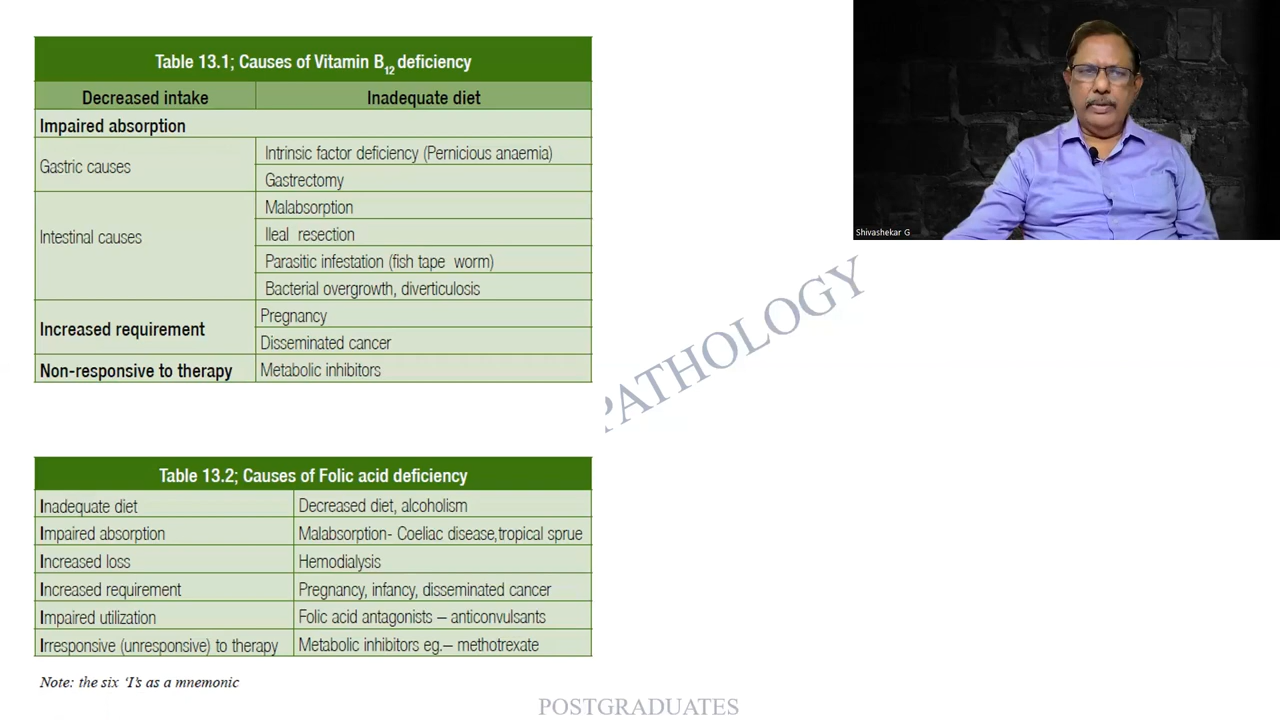 Table 13.1; Causes of Vitamin B12 deficiency
Decreased intake Inadequate diet
Impaired absorption
Gastric causes Intrinsic factor deficiency (Pernicious anaemia)
Gastrectomy
Intestinal causes Malabsorption
Ileal resection
Parasitic infestation (fish tape worm)
Bacterial overgrowth, diverticulosis
Increased requirement Pregnancy
Disseminated cancer
Non-responsive to therapy Metabolic inhibitors
Shivashekar G
PATHOLOGY
Table 13.2; Causes of Folic acid deficiency
Inadequate diet Decreased diet, alcoholism
Impaired absorption Malabsorption- Coeliac disease,tropical sprue
Increased loss Hemodialysis
Increased requirement Pregnancy, infancy, disseminated cancer
Impaired utilization Folic acid antagonists – anticonvulsants
Irresponsive (unresponsive) to therapy Metabolic inhibitors eg.– methotrexate
Note: the six ‘I's as a mnemonic
POSTGRADUATES